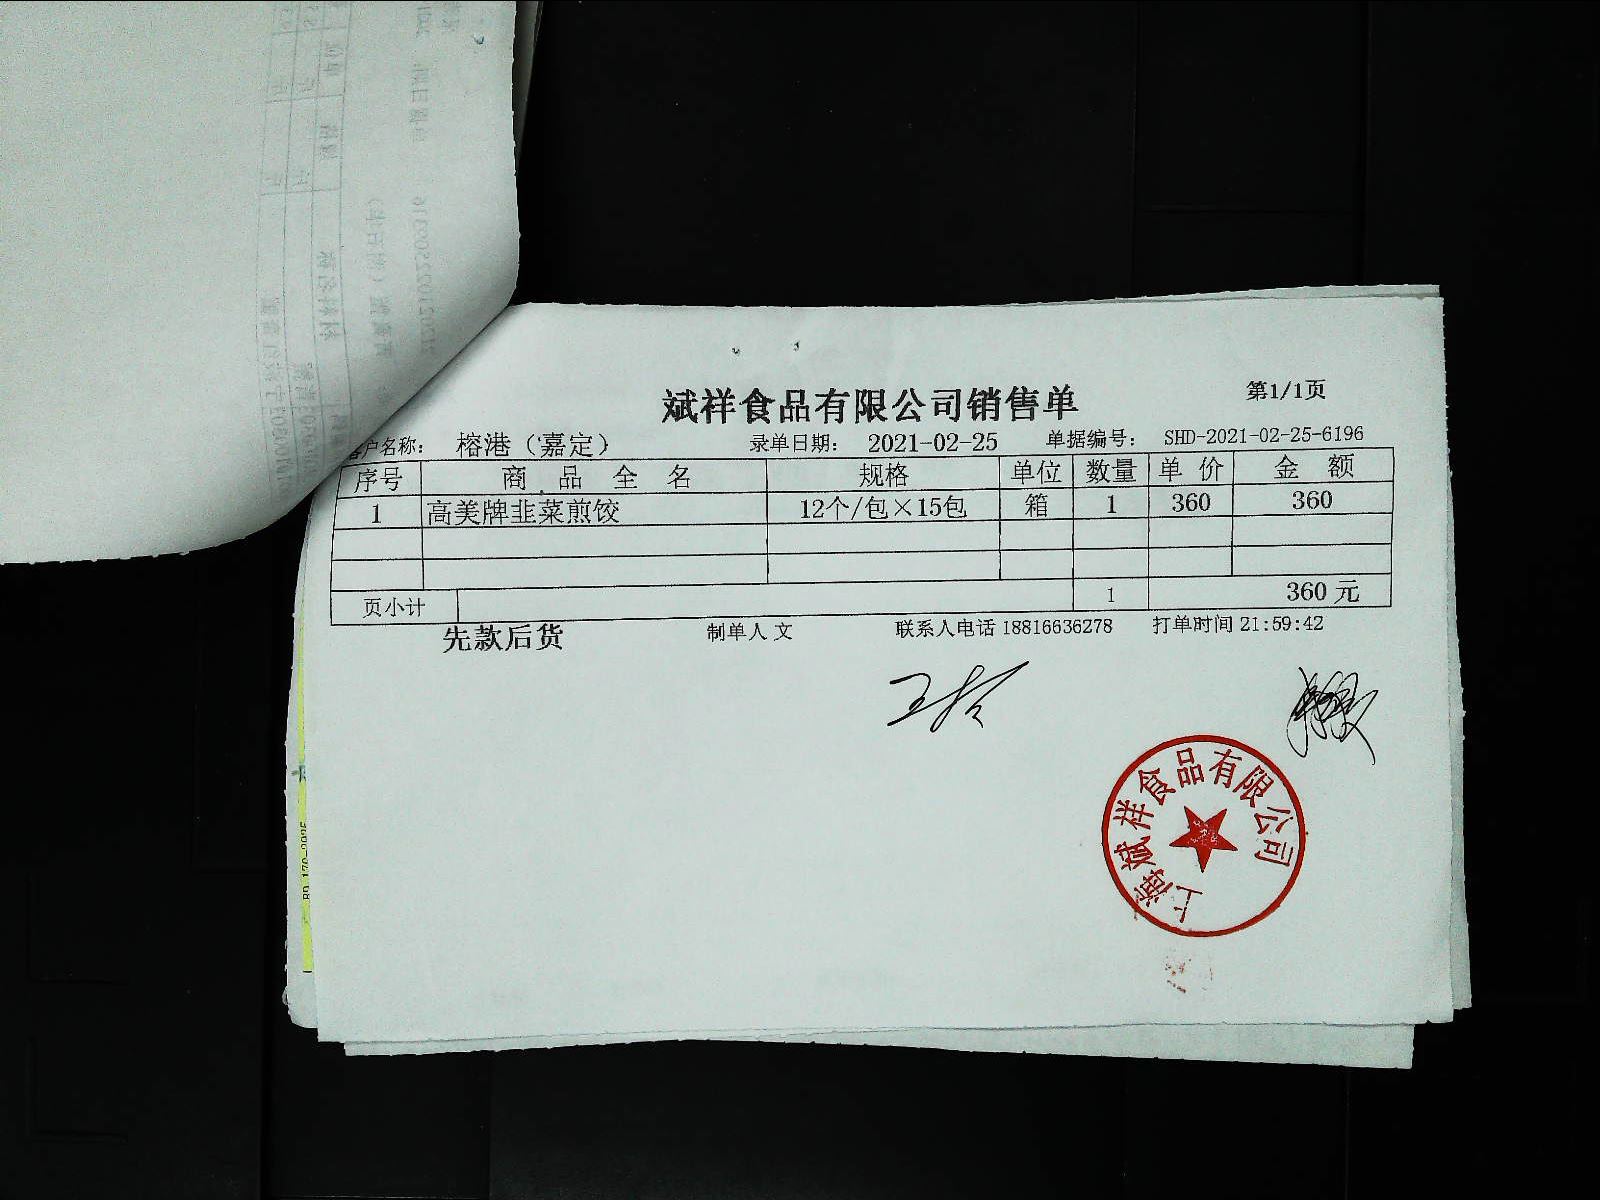 斌祥食品有限公司销售单
第1/1页
客户名称： 榕港（嘉定） 录单日期： 2021-02-25 单据编号： SHD-2021-02-25-6196
序号 商品全名 规格 单位 数量 单价 金额
1 高美牌韭菜煎饺 12个/包×15包 箱 1 360 360
页小计 1 360 元
先款后货 制单人 文 联系人电话 18816636278 打单时间 21:59:42
上海斌祥食品有限公司